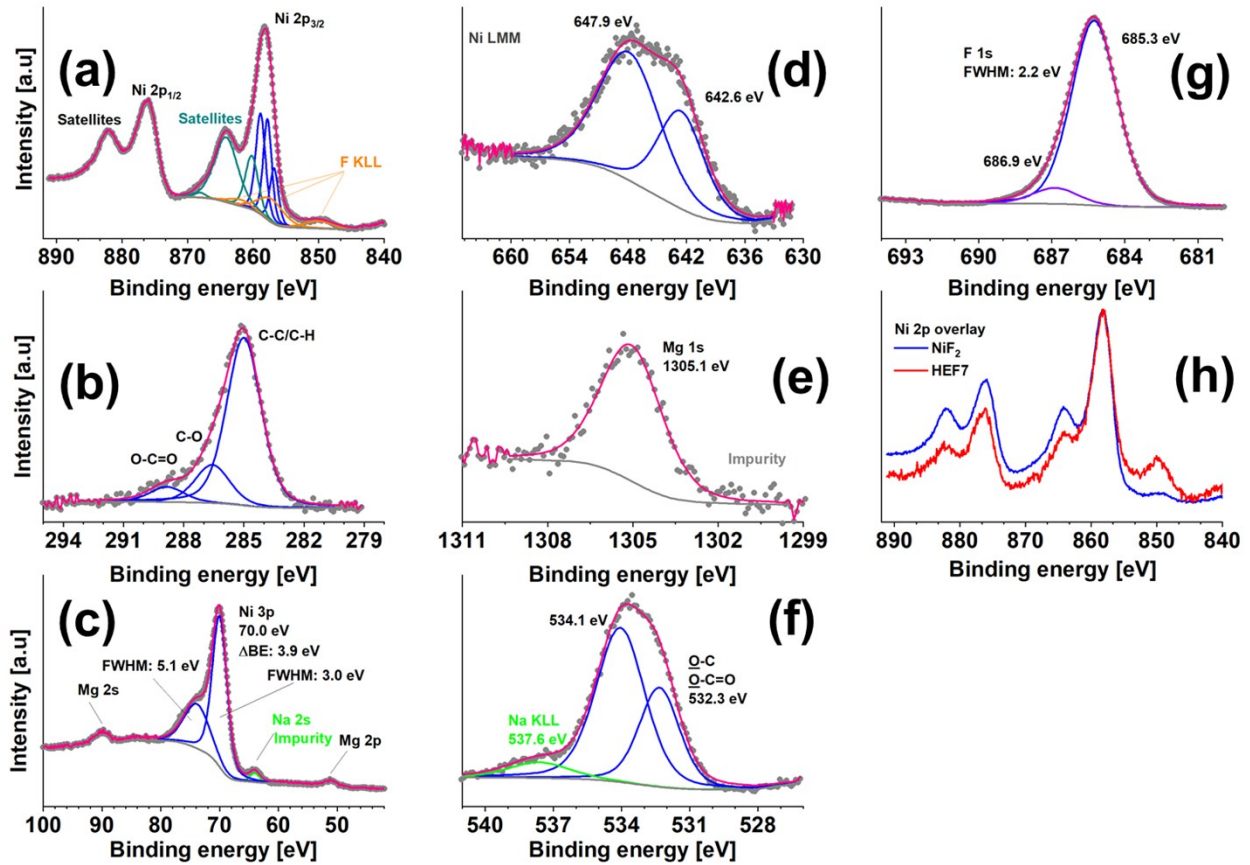 (a)
Ni 2p3/2
Ni 2p1/2
Satellites
Satellites
F KLL
Intensity [a.u]
890 880 870 860 850 840
Binding energy [eV]
(b)
C-C/C-H
C-O
O-C=O
Intensity [a.u]
294 291 288 285 282 279
Binding energy [eV]
(c)
Ni 3p
70.0 eV
ΔBE: 3.9 eV
FWHM: 5.1 eV
FWHM: 3.0 eV
Mg 2s
Na 2s
Impurity
Mg 2p
Intensity [a.u]
100 90 80 70 60 50
Binding energy [eV]
(d)
Ni LMM
647.9 eV
642.6 eV
660 654 648 642 636 630
Binding energy [eV]
(e)
Mg 1s
1305.1 eV
Impurity
1311 1308 1305 1302 1299
Binding energy [eV]
(f)
534.1 eV
O-C
O-C=O
532.3 eV
Na KLL
537.6 eV
540 537 534 531 528
Binding energy [eV]
(g)
F 1s
FWHM: 2.2 eV
685.3 eV
686.9 eV
693 690 687 684 681
Binding energy [eV]
(h)
Ni 2p overlay
NiF2
HEF7
890 880 870 860 850 840
Binding energy [eV]